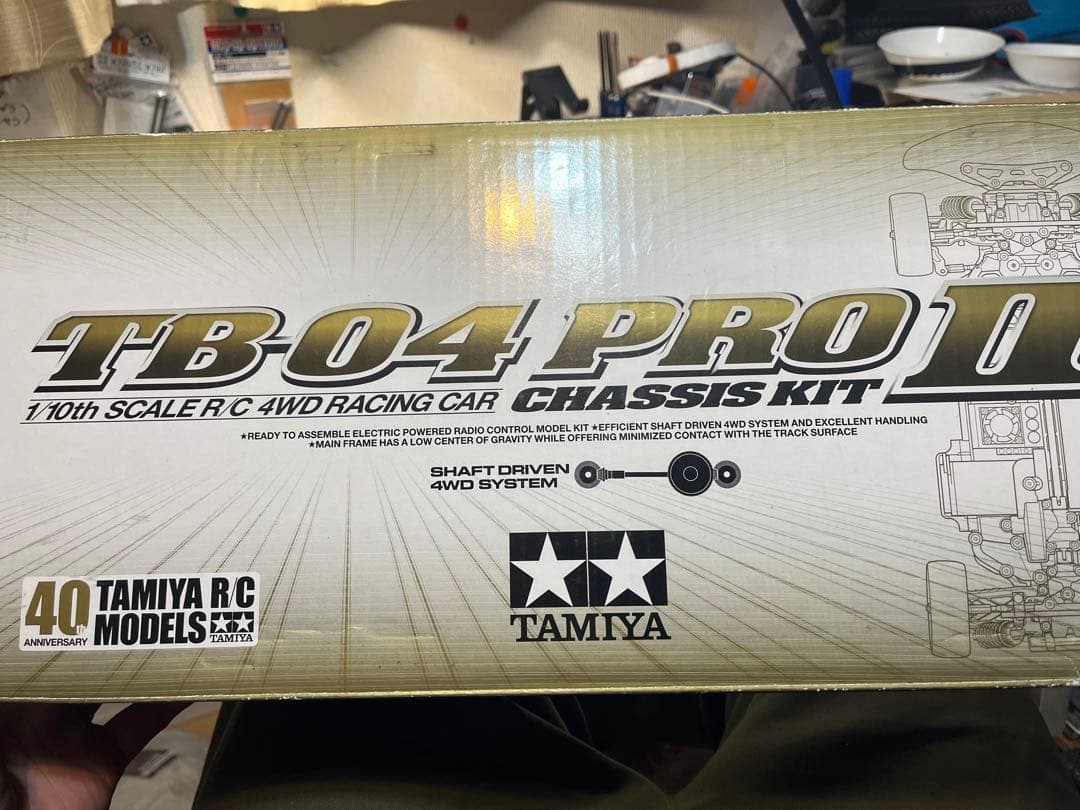 TB-04 PRO II
1/10th SCALE R/C 4WD RACING CAR CHASSIS KIT
★READY TO ASSEMBLE ELECTRIC POWERED RADIO CONTROL MODEL KIT ★EFFICIENT SHAFT DRIVEN 4WD SYSTEM AND EXCELLENT HANDLING
★MAIN FRAME HAS A LOW CENTER OF GRAVITY WHILE OFFERING MINIMIZED CONTACT WITH THE TRACK SURFACE
SHAFT DRIVEN
4WD SYSTEM
TAMIYA
40th
ANNIVERSARY
TAMIYA R/C
MODELS
TAMIYA